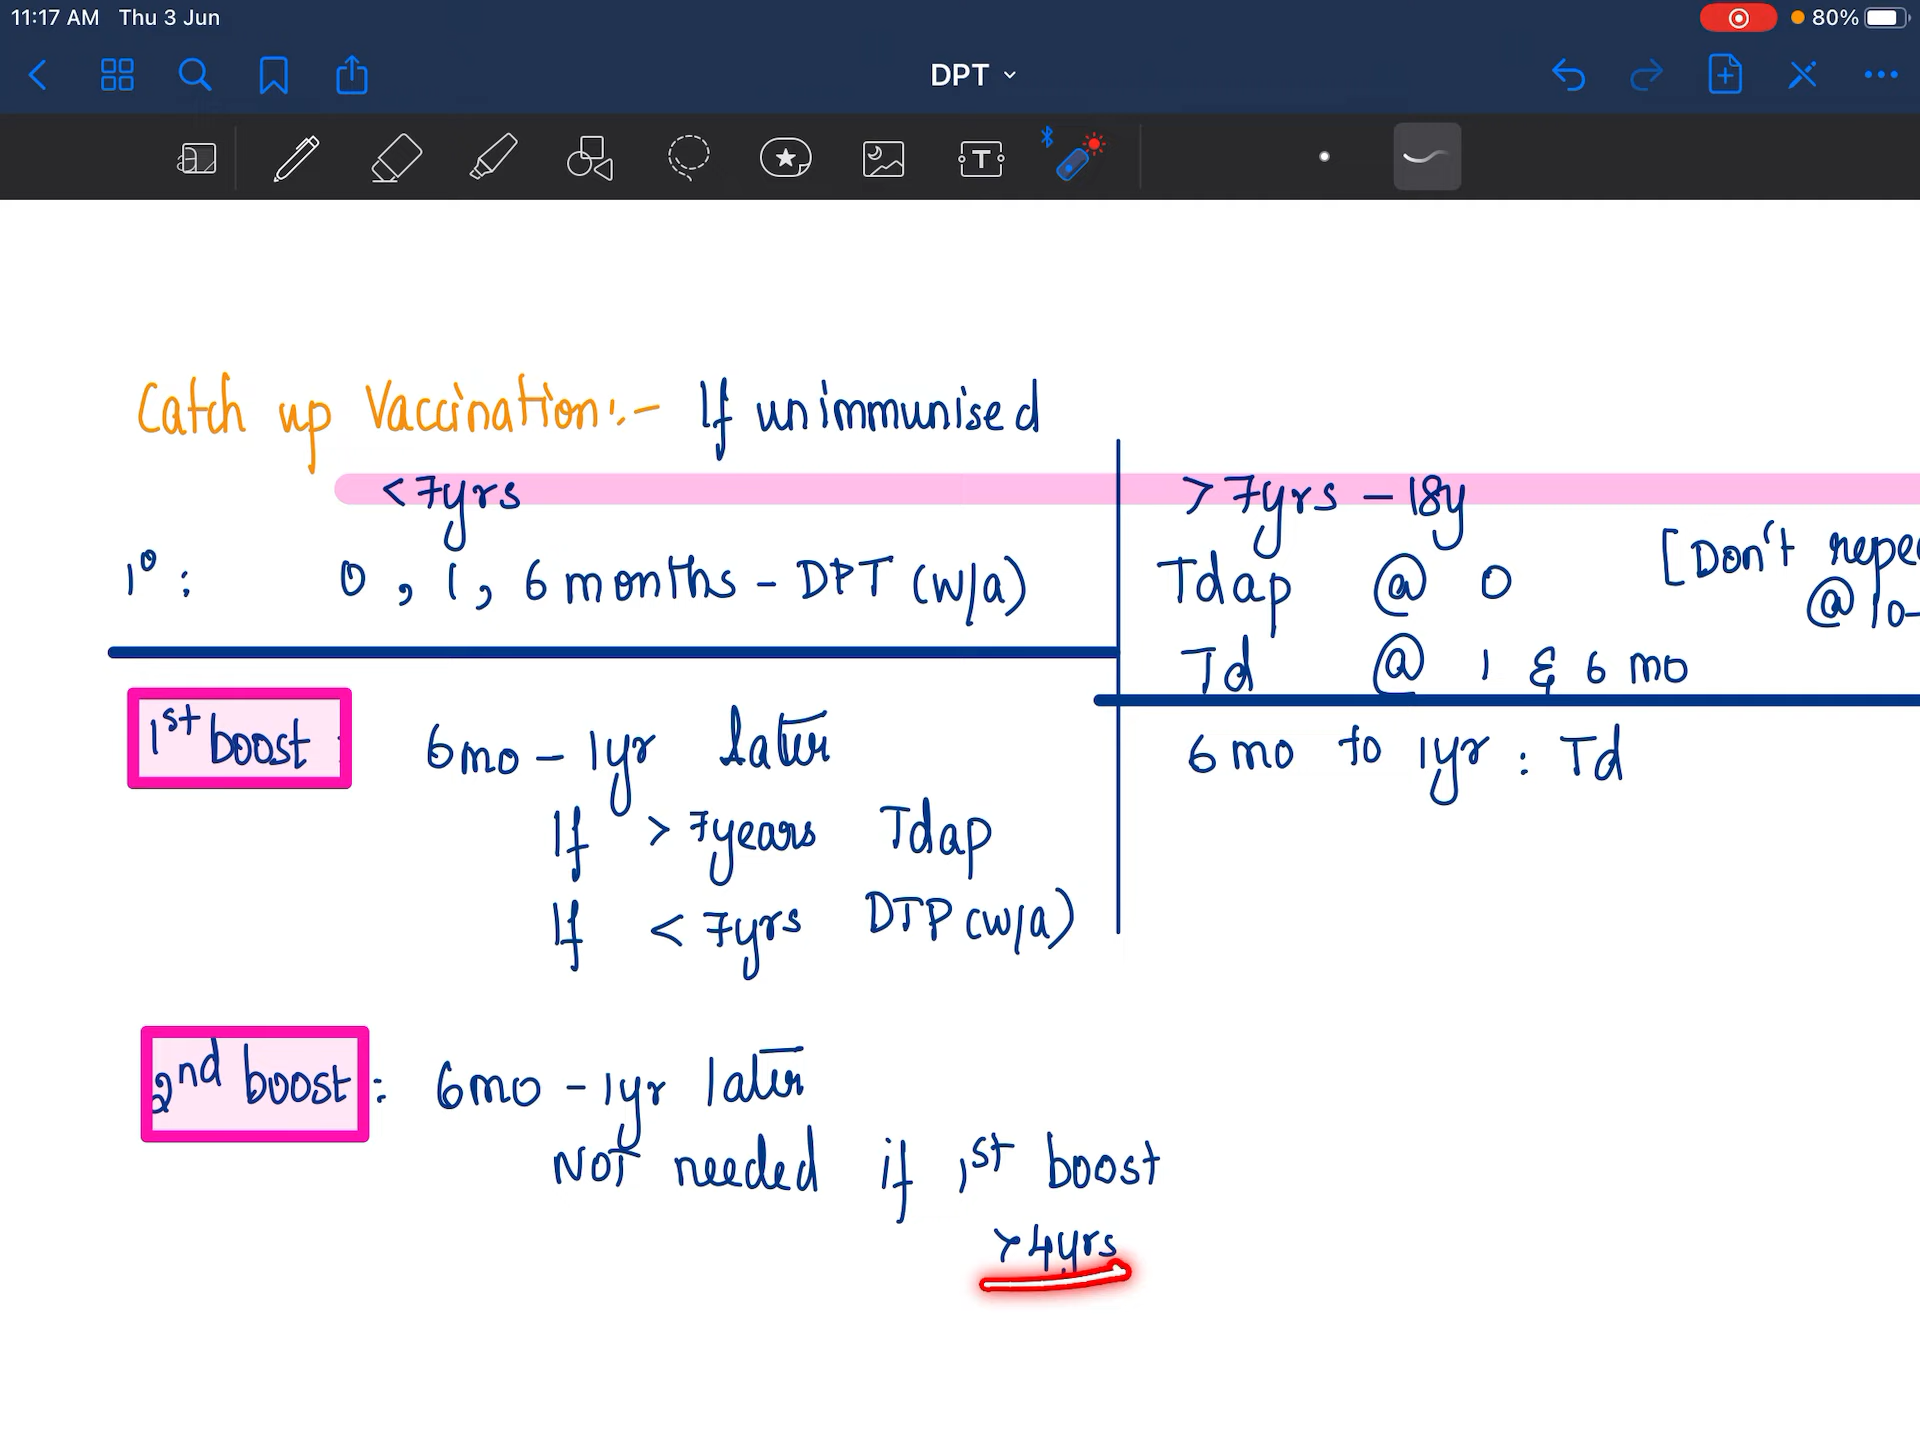 11:17 AM Thu 3 Jun
80%
DPT
T
Catch up Vaccination:- If unimmunised
<7yrs
>7yrs - 18y
1°: 0, 1, 6 months - DPT (w/a)
Tdap @ 0
[Don't repe
@ 10-
Td @ 1 & 6 mo
1st boost : 6mo - 1yr later
6 mo to 1yr : Td
If > 7years Tdap
If < 7yrs DTP (w/a)
2nd boost : 6mo - 1yr later
NOT needed if 1st boost
>4yrs